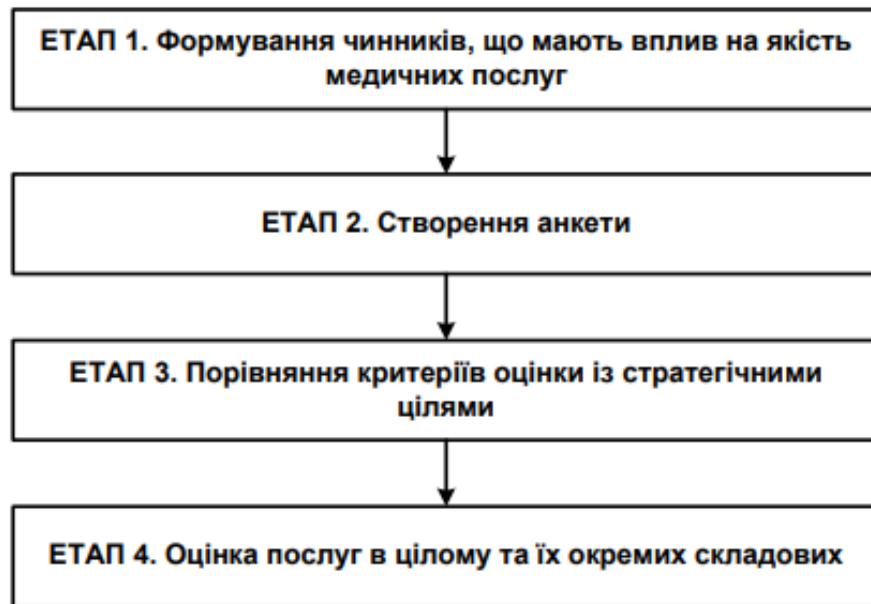 ЕТАП 1. Формування чинників, що мають вплив на якість
медичних послуг
ЕТАП 2. Створення анкети
ЕТАП 3. Порівняння критеріїв оцінки із стратегічними
цілями
ЕТАП 4. Оцінка послуг в цілому та їх окремих складових